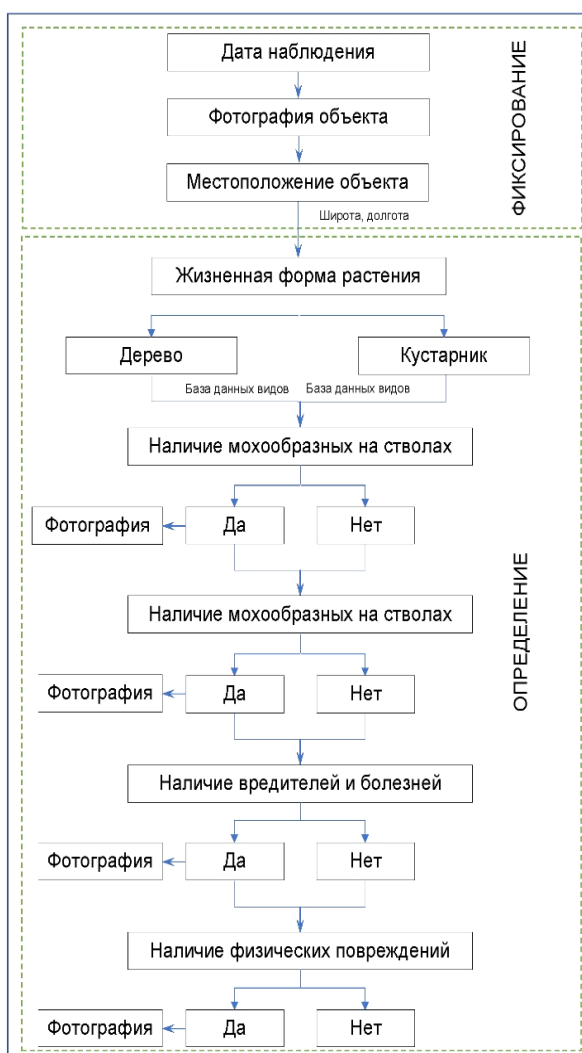 Дата наблюдения
Фотография объекта
Местоположение объекта
Широта, долгота
ФИКСИРОВАНИЕ
Жизненная форма растения
Дерево
Кустарник
База данных видов
База данных видов
Наличие мохообразных на стволах
Фотография
Да
Нет
Наличие мохообразных на стволах
Фотография
Да
Нет
Наличие вредителей и болезней
Фотография
Да
Нет
Наличие физических повреждений
Фотография
Да
Нет
ОПРЕДЕЛЕНИЕ